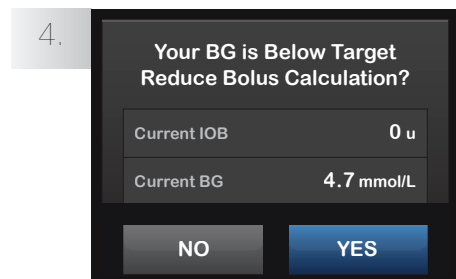 4.
Your BG is Below Target
Reduce Bolus Calculation?
Current IOB 0 u
Current BG 4.7 mmol/L
NO YES